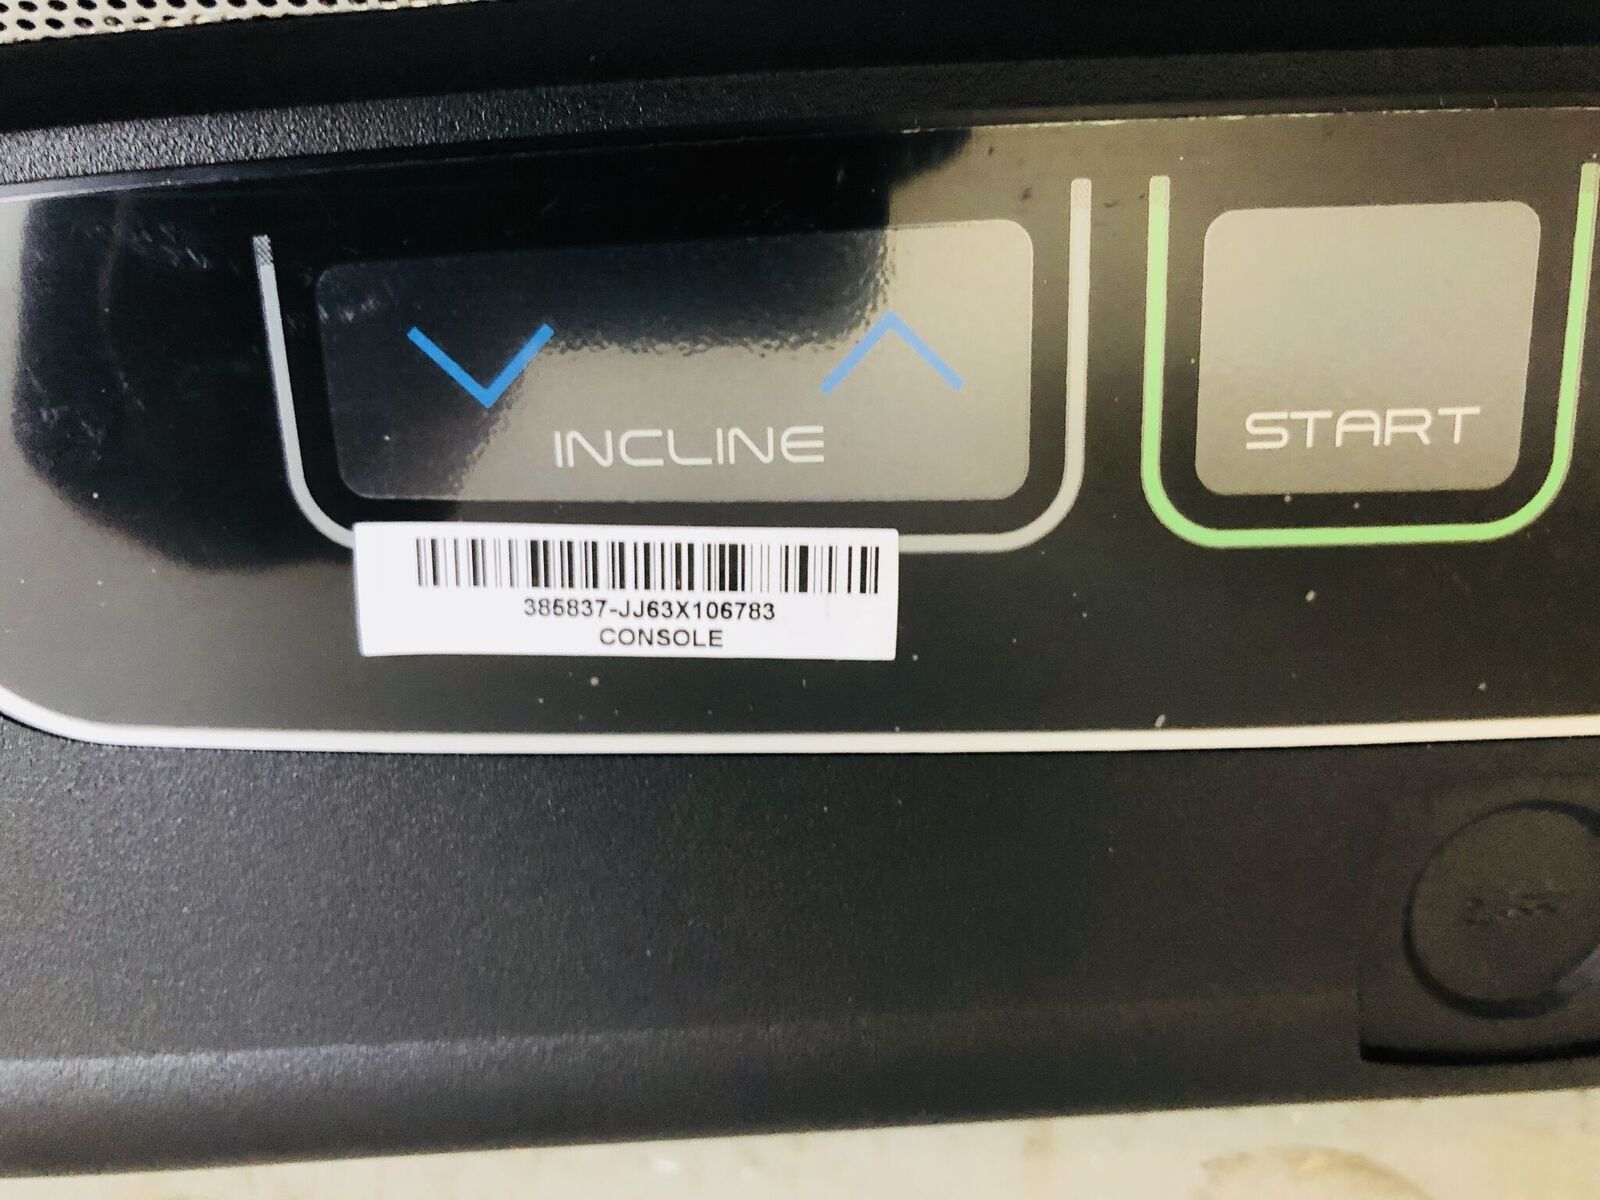 INCLINE
START
385837-JJ63X106783
CONSOLE